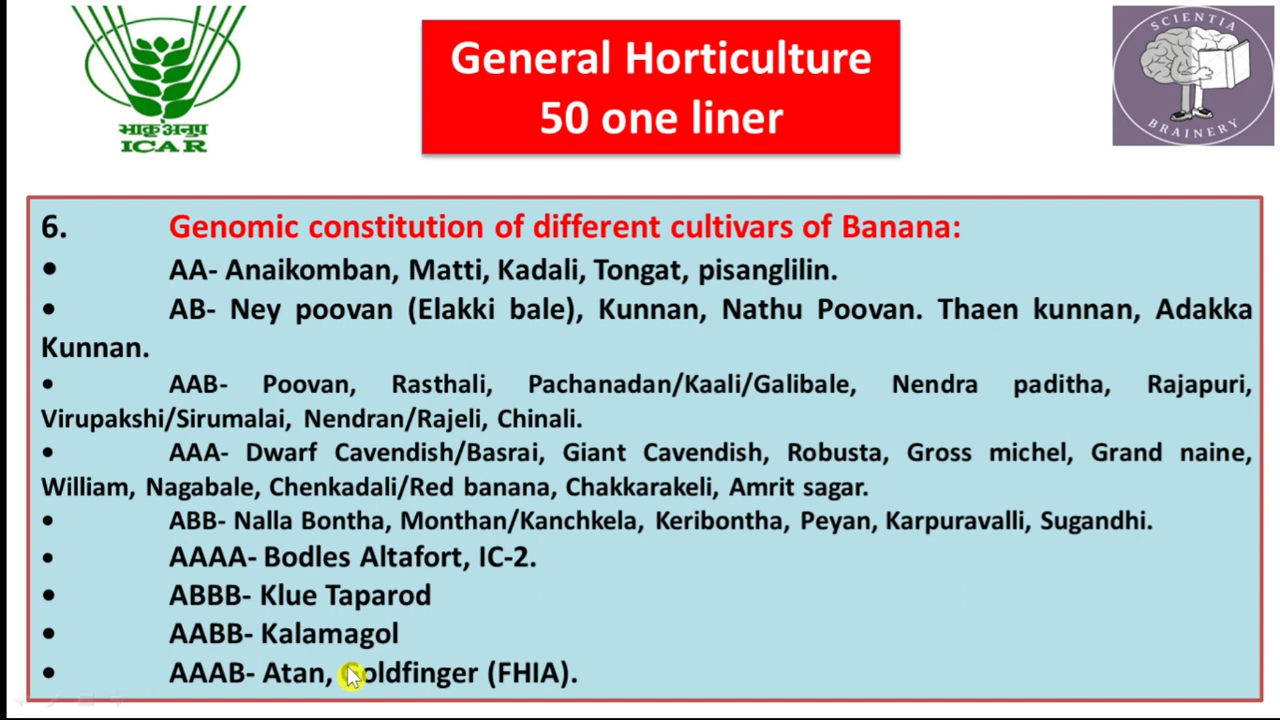 General Horticulture
50 one liner
भाकृअनुप
ICAR
SCIENTIA
BRAINERY
6. Genomic constitution of different cultivars of Banana:
• AA- Anaikomban, Matti, Kadali, Tongat, pisanglilin.
• AB- Ney poovan (Elakki bale), Kunnan, Nathu Poovan. Thaen kunnan, Adakka
Kunnan.
• AAB- Poovan, Rasthali, Pachanadan/Kaali/Galibale, Nendra paditha, Rajapuri,
Virupakshi/Sirumalai, Nendran/Rajeli, Chinali.
• AAA- Dwarf Cavendish/Basrai, Giant Cavendish, Robusta, Gross michel, Grand naine,
William, Nagabale, Chenkadali/Red banana, Chakkarakeli, Amrit sagar.
• ABB- Nalla Bontha, Monthan/Kanchkela, Keribontha, Peyan, Karpuravalli, Sugandhi.
• AAAA- Bodles Altafort, IC-2.
• ABBB- Klue Taparod
• AABB- Kalamagol
• AAAB- Atan, Goldfinger (FHIA).